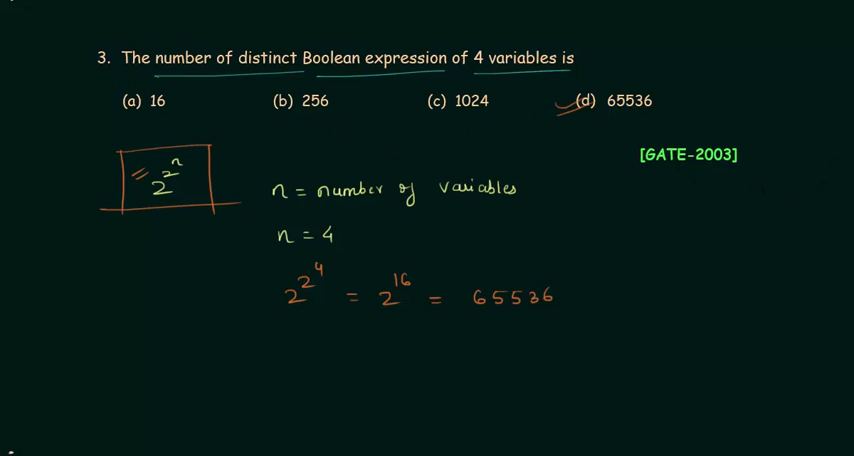 3. The number of distinct Boolean expression of 4 variables is
(a) 16 (b) 256 (c) 1024 (d) 65536
[GATE-2003]
= 2^2^n
n = number of variables
n = 4
2^2^4 = 2^16 = 65536